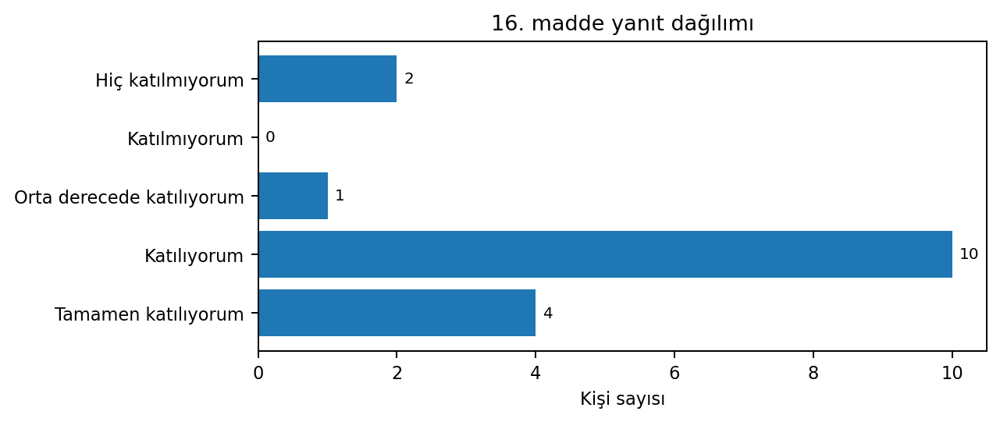 16. madde yanıt dağılımı
Hiç katılmıyorum 2
Katılmıyorum 0
Orta derecede katılıyorum 1
Katılıyorum 10
Tamamen katılıyorum 4
0 2 4 6 8 10
Kişi sayısı